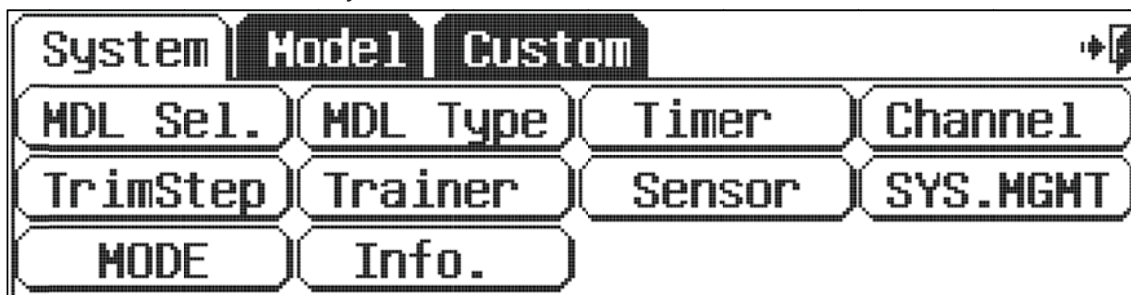 System Model Custom
MDL Sel. MDL Type Timer Channel
TrimStep Trainer Sensor SYS.MGMT
MODE Info.